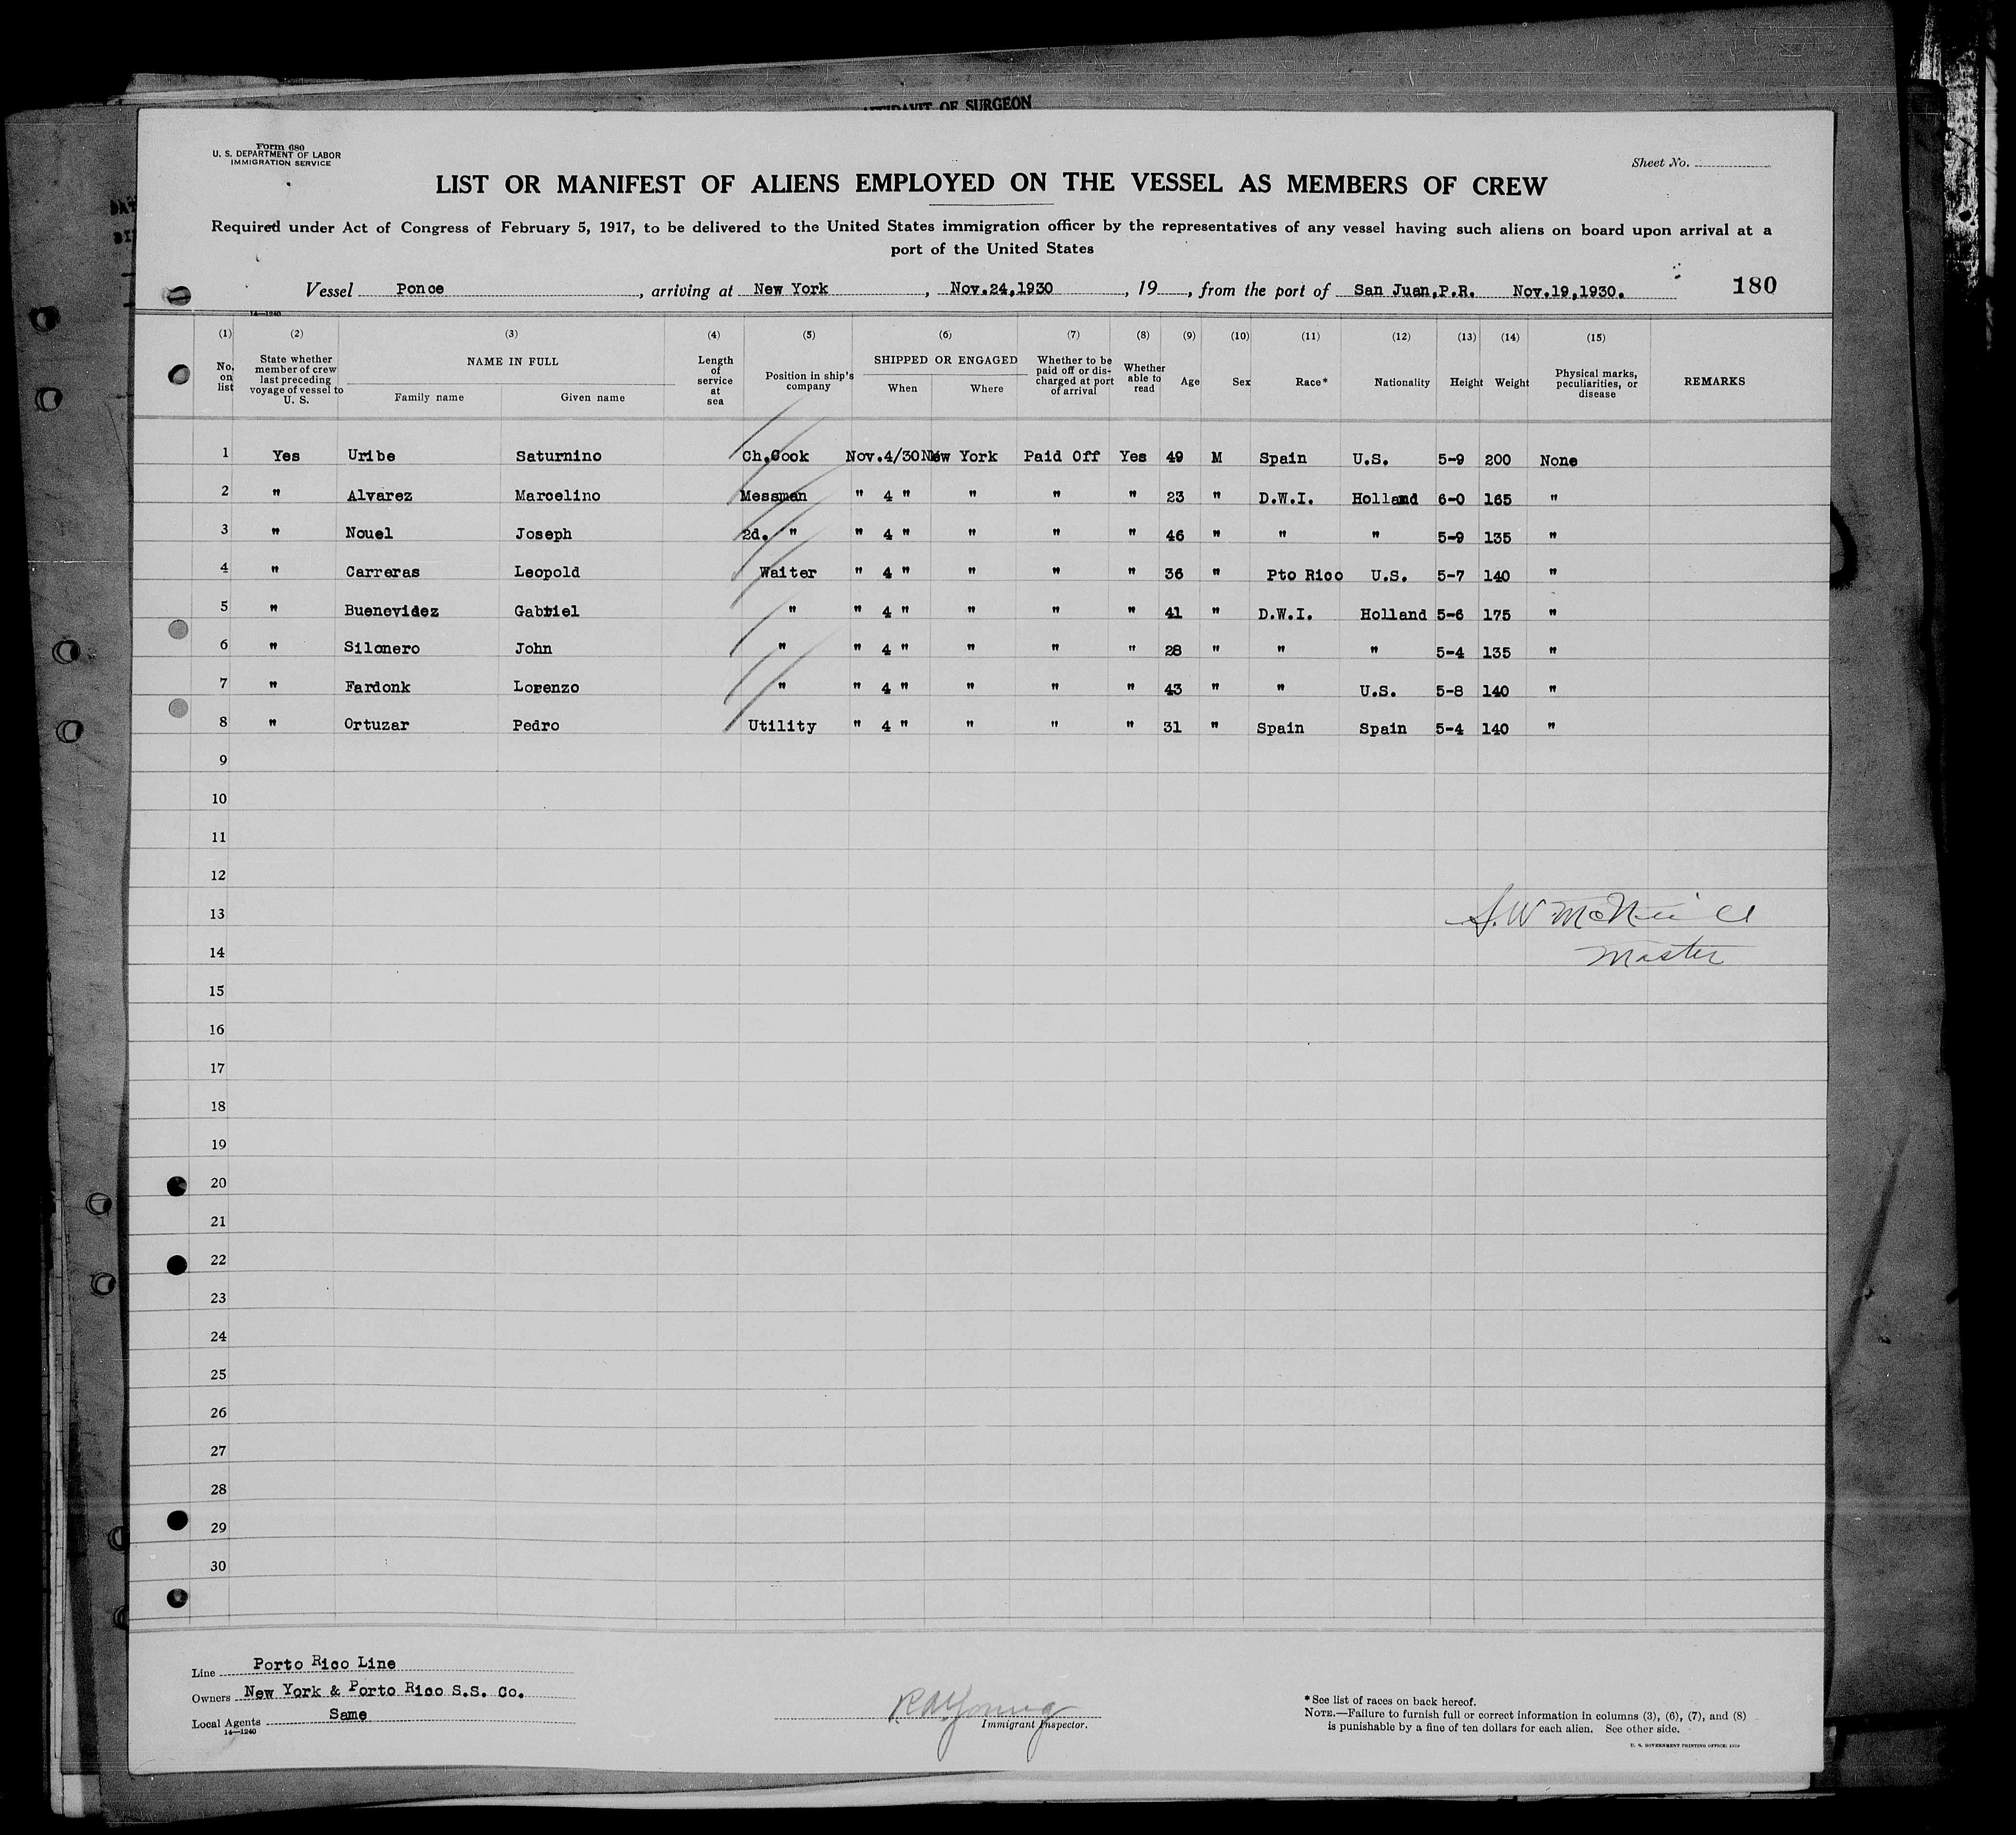 AFFIDAVIT OF SURGEON
Form 680
U. S. DEPARTMENT OF LABOR
IMMIGRATION SERVICE
Sheet No.
LIST OR MANIFEST OF ALIENS EMPLOYED ON THE VESSEL AS MEMBERS OF CREW
Required under Act of Congress of February 5, 1917, to be delivered to the United States immigration officer by the representatives of any vessel having such aliens on board upon arrival at a
port of the United States
Vessel Ponce, arriving at New York, Nov.24,1930, 19, from the port of San Juan,P.R. Nov.19,1930. 180
14—1240
(1) (2) (3) (4) (5) (6) (7) (8) (9) (10) (11) (12) (13) (14) (15)
No. on list State whether member of crew last preceding voyage of vessel to U. S. NAME IN FULL Family name Given name Length of service at sea Position in ship's company SHIPPED OR ENGAGED When Where Whether to be paid off or discharged at port of arrival Whether able to read Age Sex Race* Nationality Height Weight Physical marks, peculiarities, or disease REMARKS
1 Yes Uribe Saturnino Ch.Cook Nov.4/30 New York Paid Off Yes 49 M Spain U.S. 5-9 200 None
2 " Alvarez Marcelino Messman " 4 " " " " 23 " D.W.I. Holland 6-0 165 "
3 " Nouel Joseph 2d. " " 4 " " " " 46 " " " 5-9 135 "
4 " Carreras Leopold Waiter " 4 " " " " 36 " Pto Rico U.S. 5-7 140 "
5 " Buenevidez Gabriel " " 4 " " " " 41 " D.W.I. Holland 5-6 175 "
6 " Silonero John " " 4 " " " " 28 " " " 5-4 135 "
7 " Fardonk Lorenzo " " 4 " " " " 43 " " U.S. 5-8 140 "
8 " Ortuzar Pedro Utility " 4 " " " " 31 " Spain Spain 5-4 140 "
9
10
11
12
13 S.W McNeill
14 Master
15
16
17
18
19
20
21
22
23
24
25
26
27
28
29
30
Line Porto Rico Line
Owners New York & Porto Rico S.S. Co.
Local Agents Same
14—1240
R A Young
Immigrant Inspector.
*See list of races on back hereof.
NOTE.—Failure to furnish full or correct information in columns (3), (6), (7), and (8)
is punishable by a fine of ten dollars for each alien. See other side.
U. S. GOVERNMENT PRINTING OFFICE: